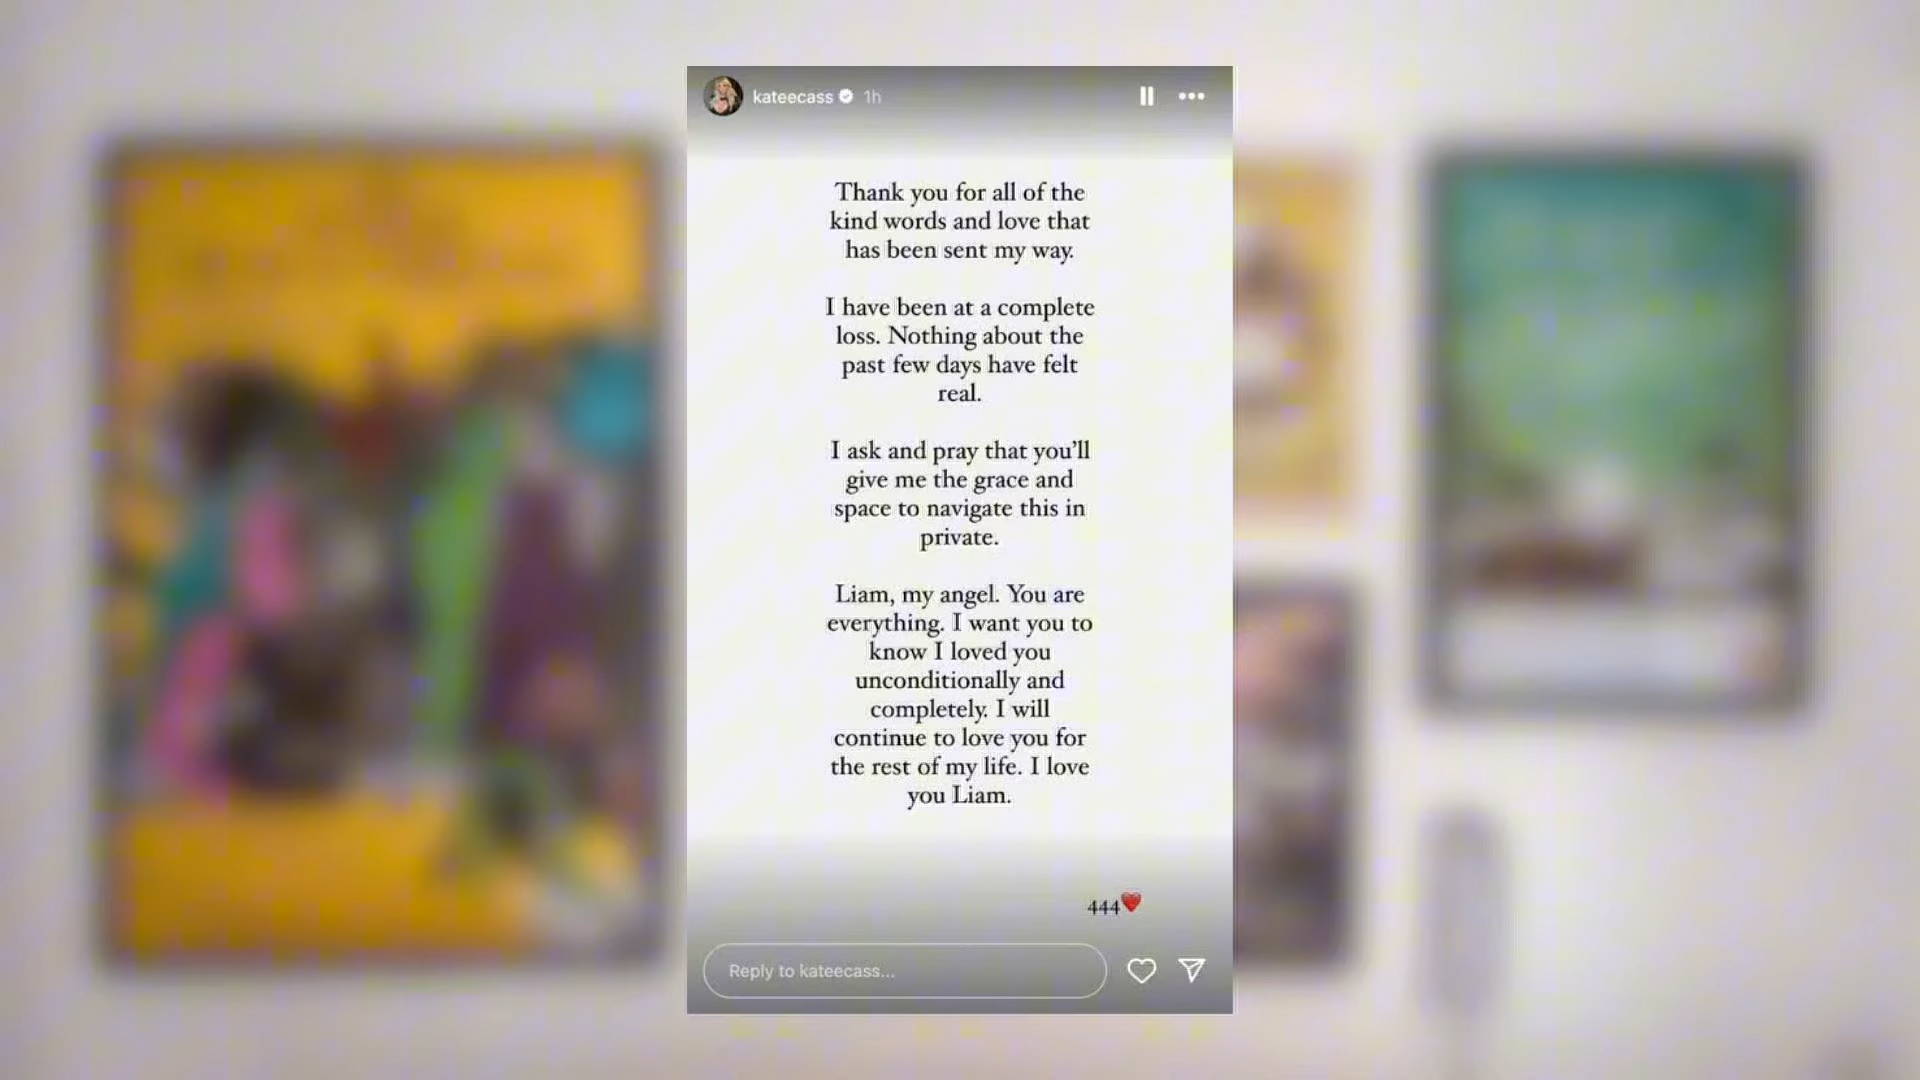 kateecass 1h
Thank you for all of the
kind words and love that
has been sent my way.
I have been at a complete
loss. Nothing about the
past few days have felt
real.
I ask and pray that you'll
give me the grace and
space to navigate this in
private.
Liam, my angel. You are
everything. I want you to
know I loved you
unconditionally and
completely. I will
continue to love you for
the rest of my life. I love
you Liam.
444❤️
Reply to kateecass...